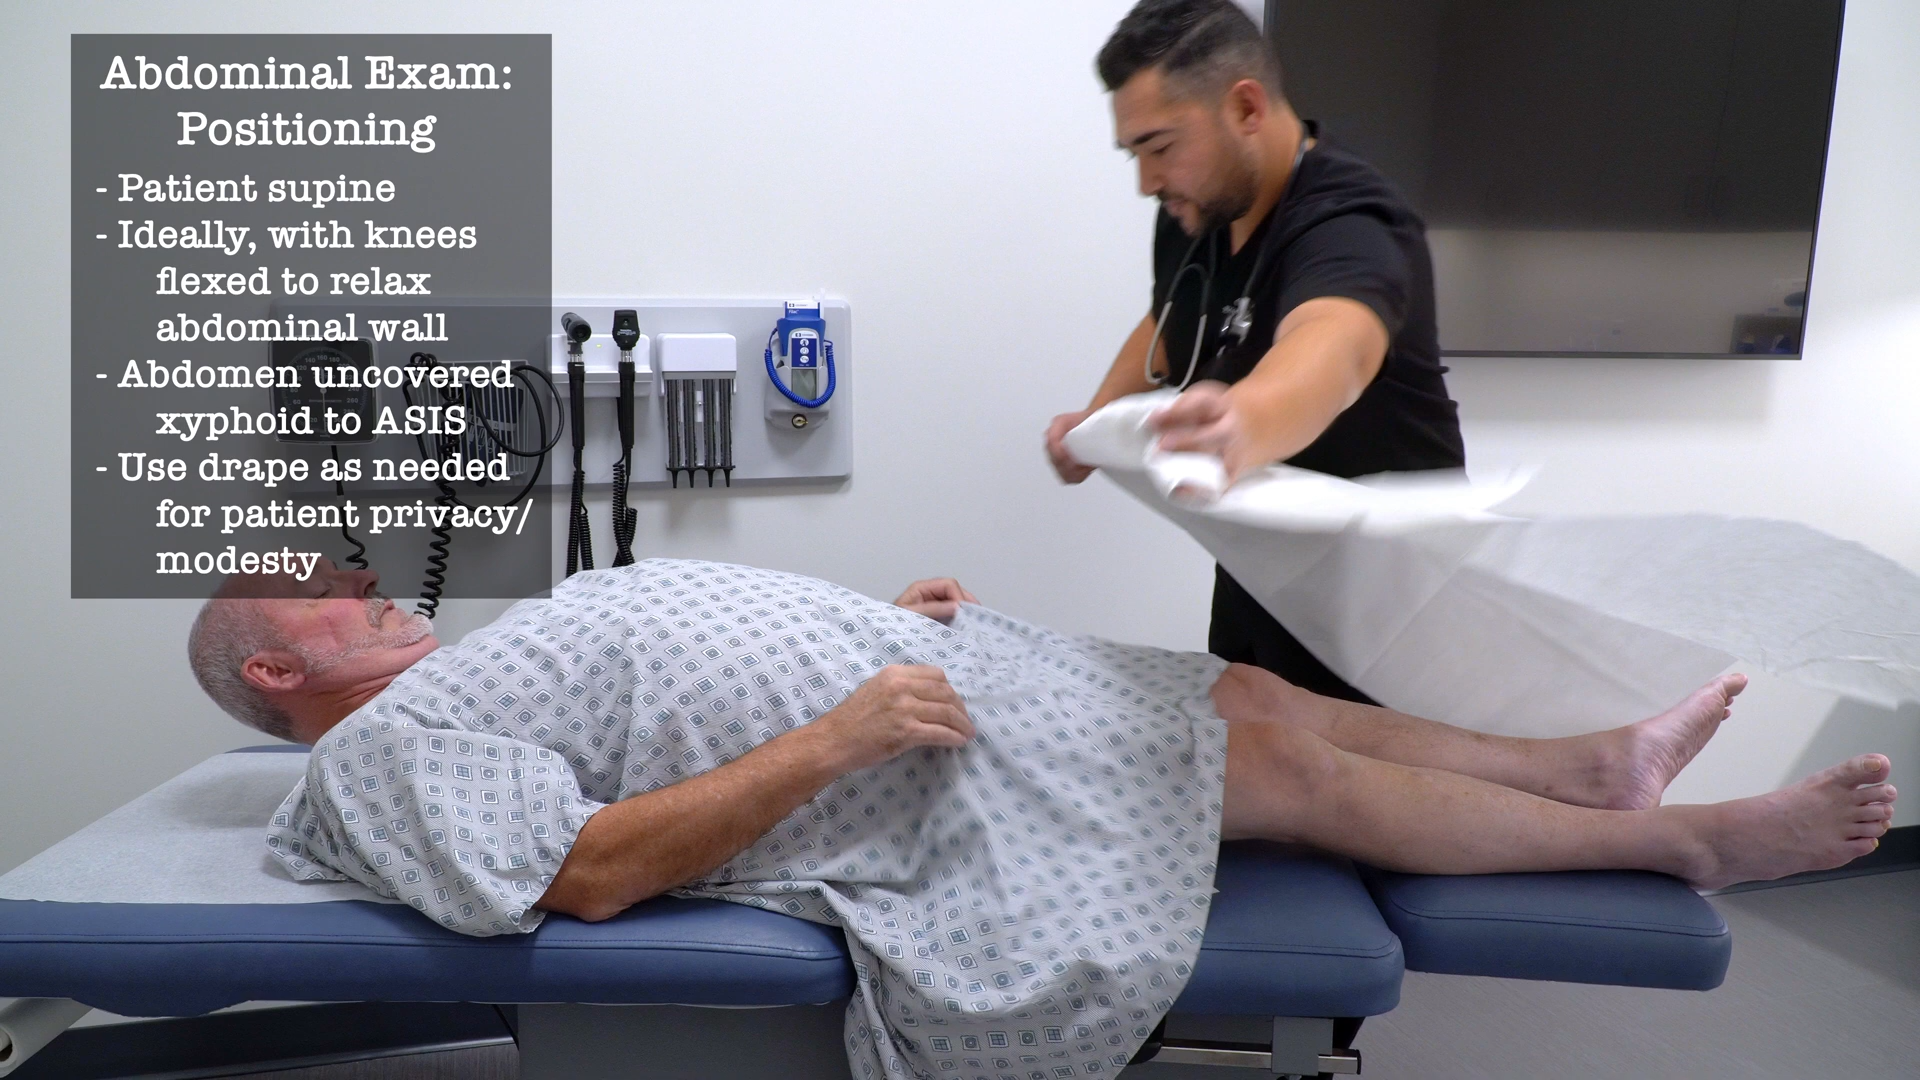 Abdominal Exam:
Positioning
- Patient supine
- Ideally, with knees
flexed to relax
abdominal wall
- Abdomen uncovered
xyphoid to ASIS
- Use drape as needed
for patient privacy/
modesty